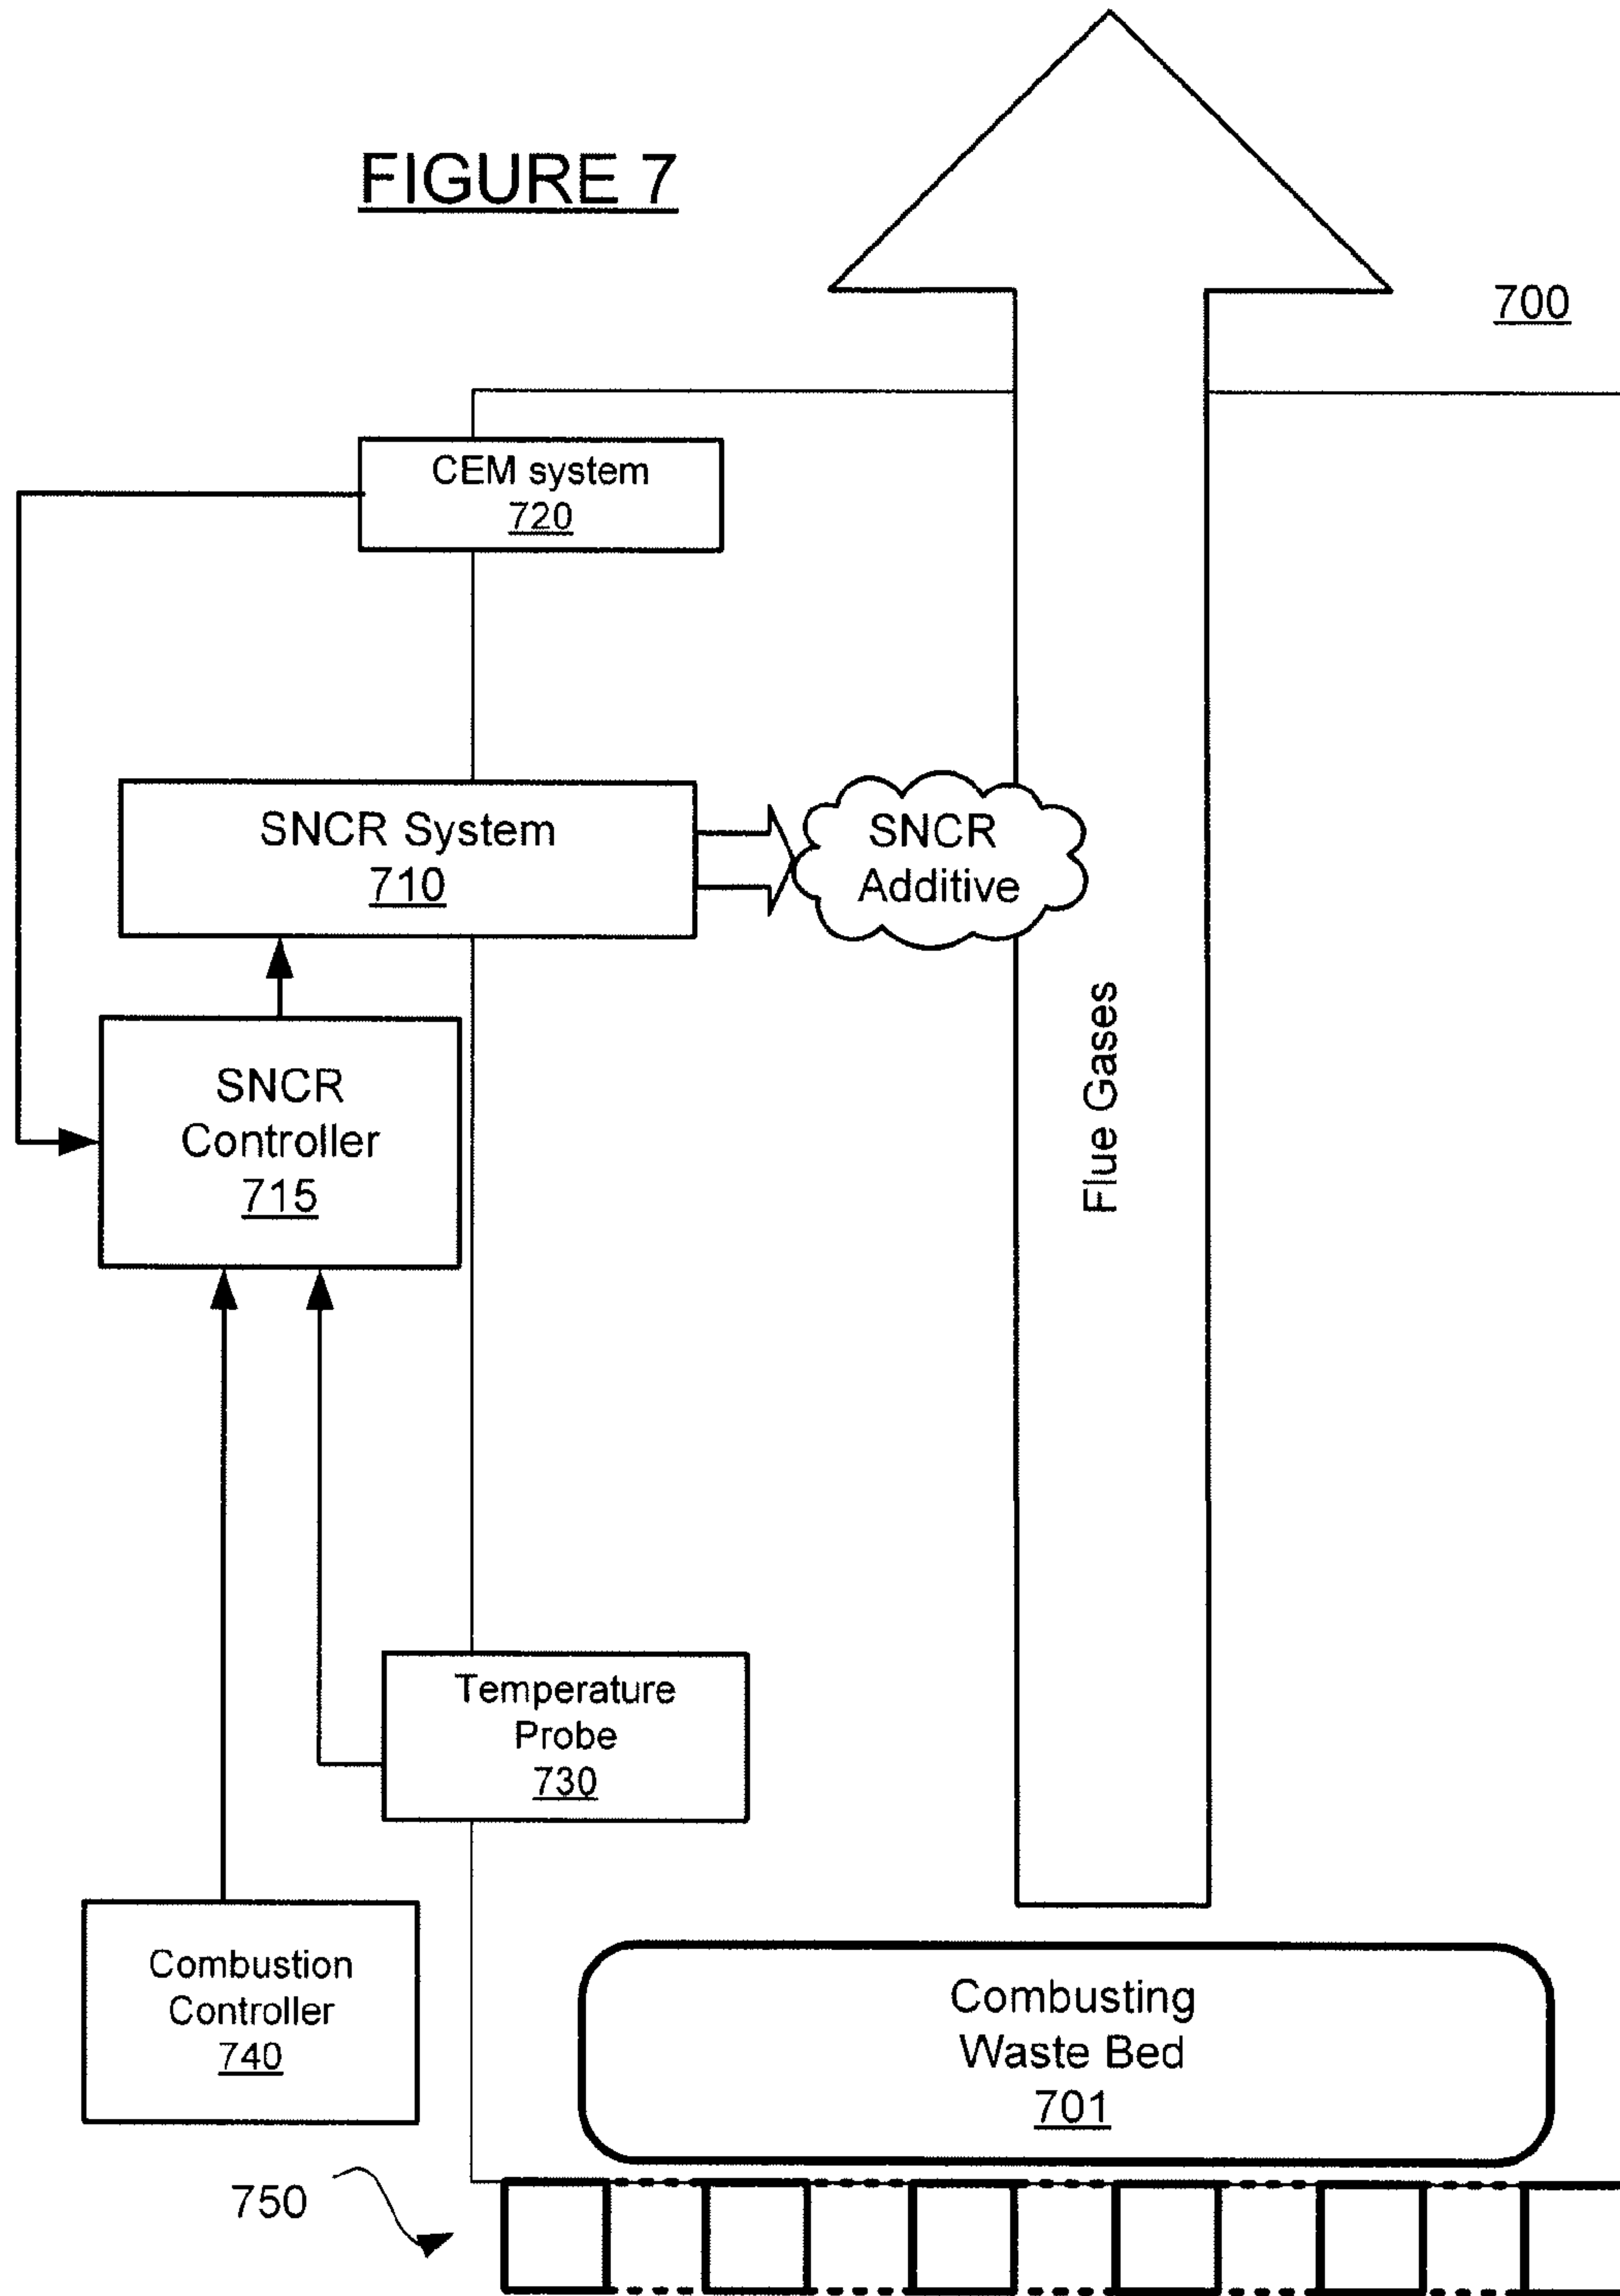 FIGURE 7
700
CEM system
720
SNCR System
710
SNCR
Additive
SNCR
Controller
715
Flue Gases
Temperature
Probe
730
Combustion
Controller
740
Combusting
Waste Bed
701
750